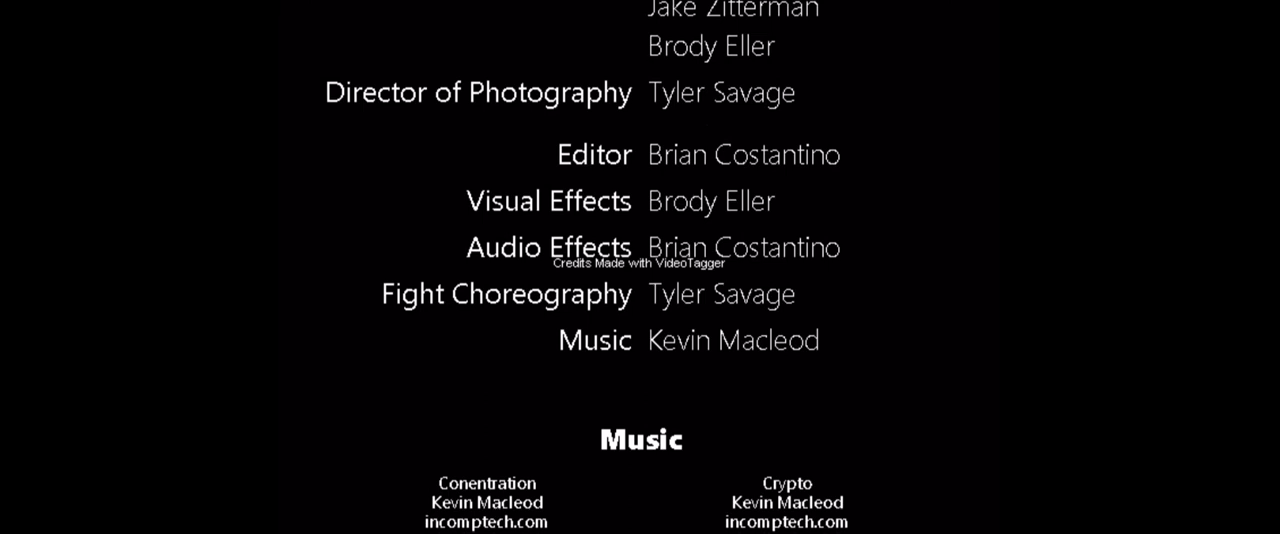 Jake Zitterman
Brody Eller
Director of Photography Tyler Savage
Editor Brian Costantino
Visual Effects Brody Eller
Audio Effects Brian Costantino
Credits Made with VideoTagger
Fight Choreography Tyler Savage
Music Kevin Macleod
Music
Conentration
Kevin Macleod
incomptech.com
Crypto
Kevin Macleod
incomptech.com